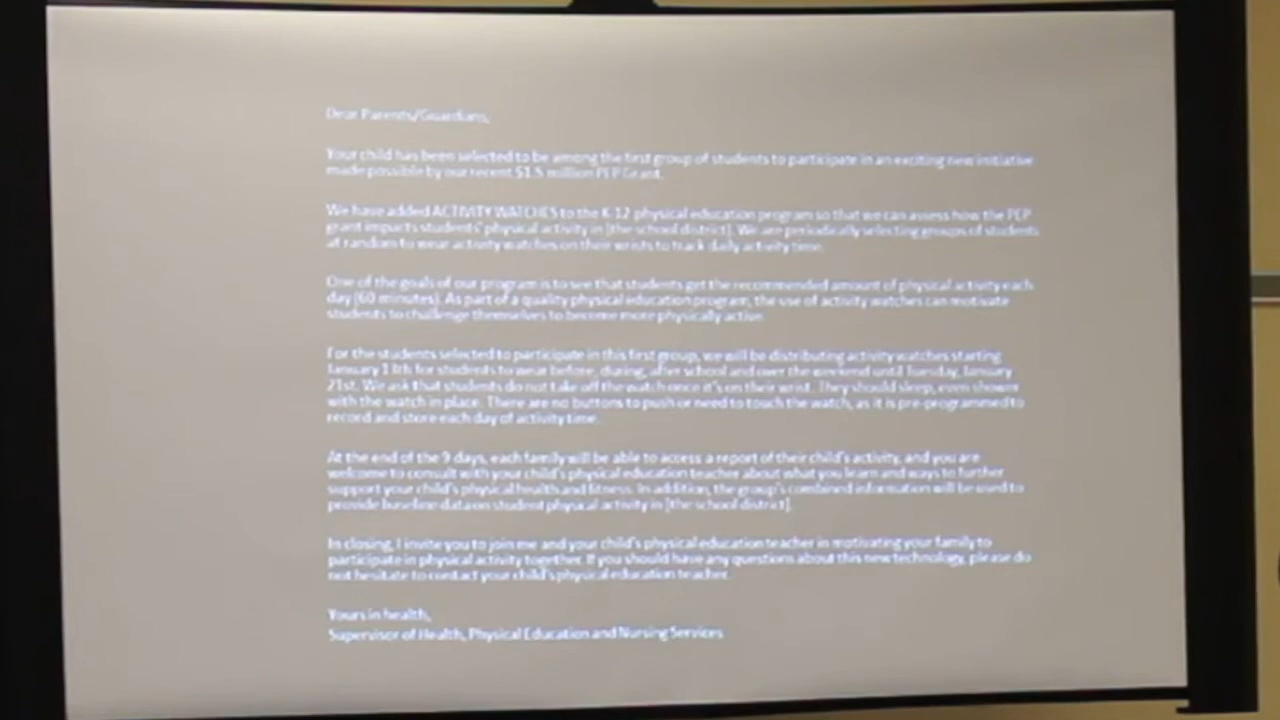 Dear Parents/Guardians,
Your child has been selected to be among the first group of students to participate in an exciting new initiative
made possible by our recent $1.5 million PEP Grant.
We have added ACTIVITY WATCHES to the K-12 physical education program so that we can assess how the PEP
grant impacts students' physical activity in [the school district]. We are periodically selecting groups of students
at random to wear activity watches on their wrists to track daily activity time.
One of the goals of our program is to see that students get the recommended amount of physical activity each
day (60 minutes). As part of a quality physical education program, the use of activity watches can motivate
students to challenge themselves to become more physically active.
For the students selected to participate in this first group, we will be distributing activity watches starting
January for students to wear before, during, after school and over the weekend until Tuesday, January
21st. We ask that students do not take off the watch once it's on their wrist. They should sleep, even shower
with the watch in place. There are no buttons to push or need to touch the watch, as it is pre-programmed to
record and store each day of activity time.
At the end of the 9 days, each family will be able to access a report of their child's activity, and you are
welcome to consult with your child's physical education teacher about what you learn and ways to further
support your child's physical health and fitness. In addition, the group's combined information will be used to
provide baseline data on student physical activity in [the school district].
In closing, I invite you to join me and your child's physical education teacher in motivating your family to
participate in physical activity together. If you should have any questions about this new technology, please do
not hesitate to contact your child's physical education teacher.
Yours in health,
Supervisor of Health, Physical Education and Nursing Services